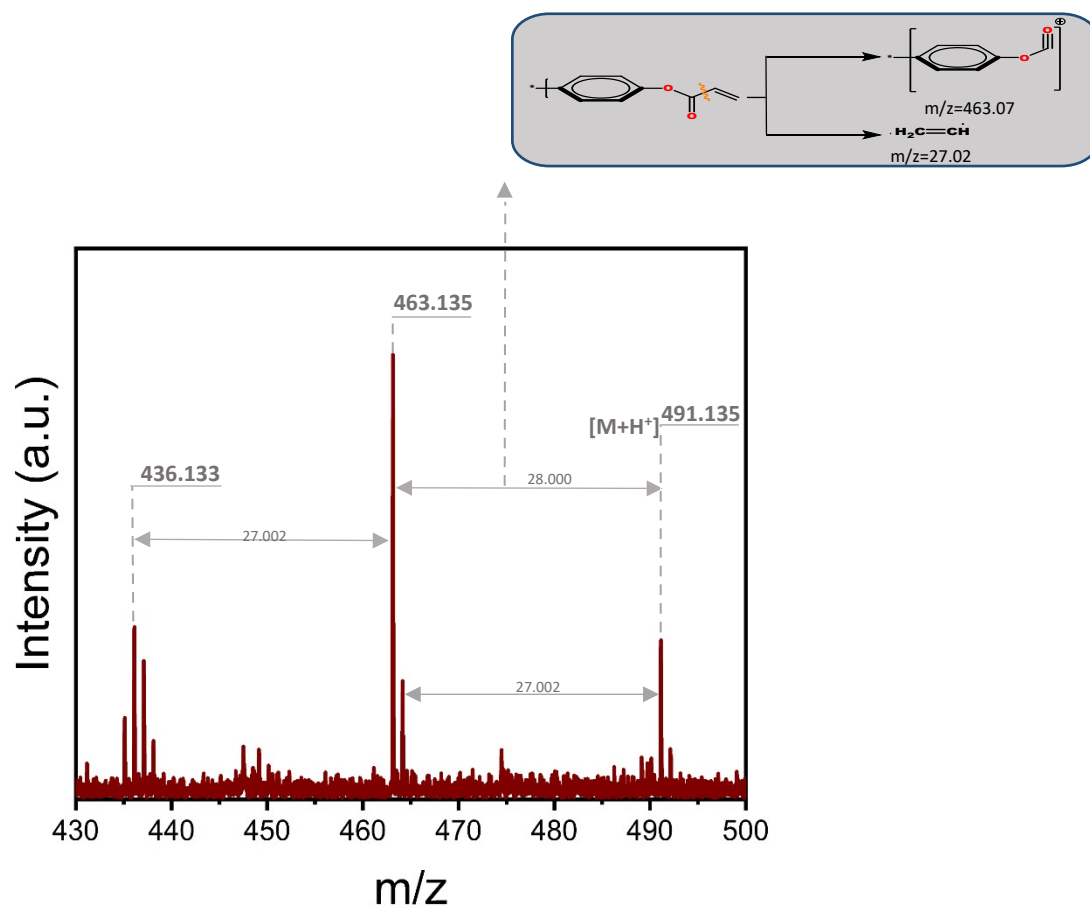 ⊕
O
* O * O
O
m/z=463.07
· H₂C=CH·
m/z=27.02
463.135
491.135
[M+H⁺]
436.133
28.000
27.002
27.002
Intensity (a.u.)
430 440 450 460 470 480 490 500
m/z